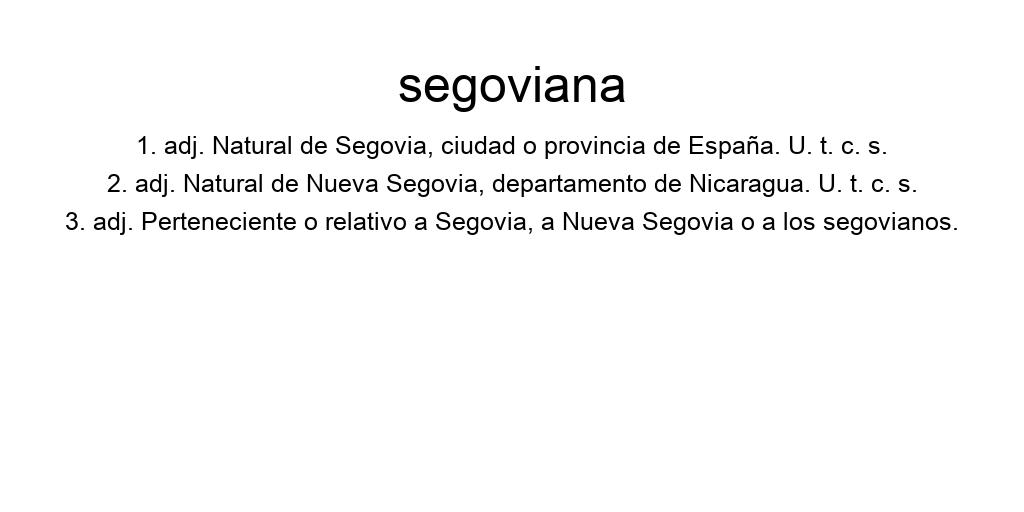 segoviana
1. adj. Natural de Segovia, ciudad o provincia de España. U. t. c. s.
2. adj. Natural de Nueva Segovia, departamento de Nicaragua. U. t. c. s.
3. adj. Perteneciente o relativo a Segovia, a Nueva Segovia o a los segovianos.